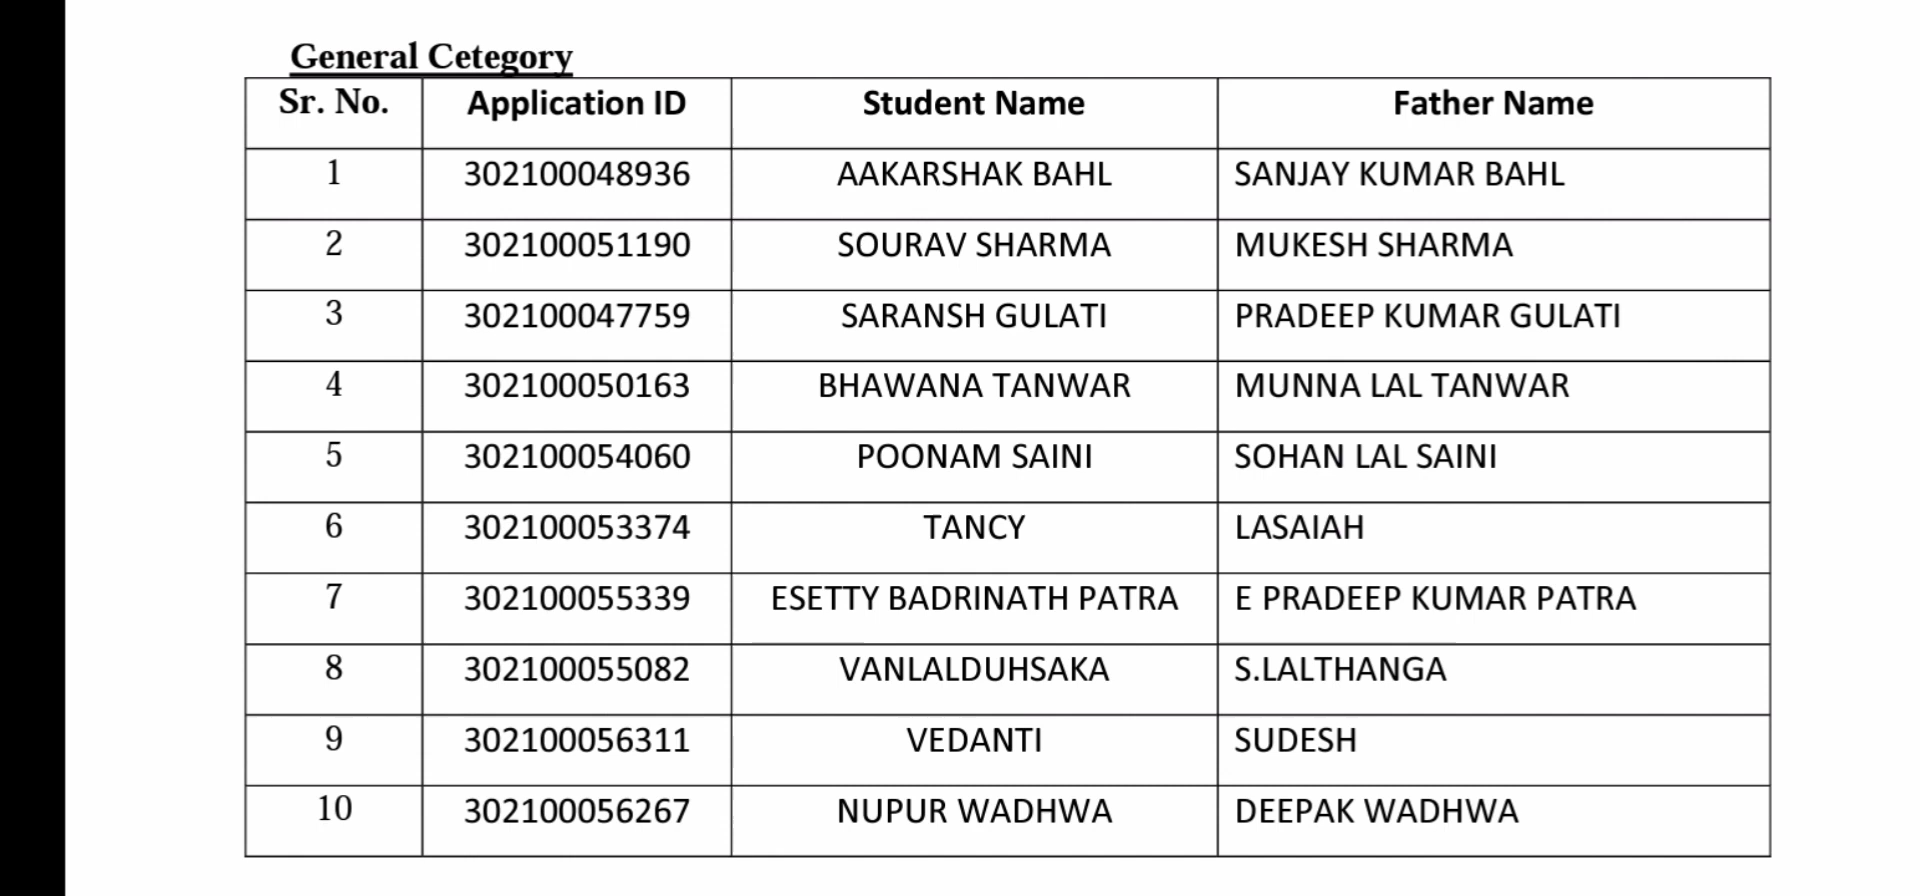 General Cetegory
Sr. No. Application ID Student Name Father Name
1 302100048936 AAKARSHAK BAHL SANJAY KUMAR BAHL
2 302100051190 SOURAV SHARMA MUKESH SHARMA
3 302100047759 SARANSH GULATI PRADEEP KUMAR GULATI
4 302100050163 BHAWANA TANWAR MUNNA LAL TANWAR
5 302100054060 POONAM SAINI SOHAN LAL SAINI
6 302100053374 TANCY LASAIAH
7 302100055339 ESETTY BADRINATH PATRA E PRADEEP KUMAR PATRA
8 302100055082 VANLALDUHSAKA S.LALTHANGA
9 302100056311 VEDANTI SUDESH
10 302100056267 NUPUR WADHWA DEEPAK WADHWA